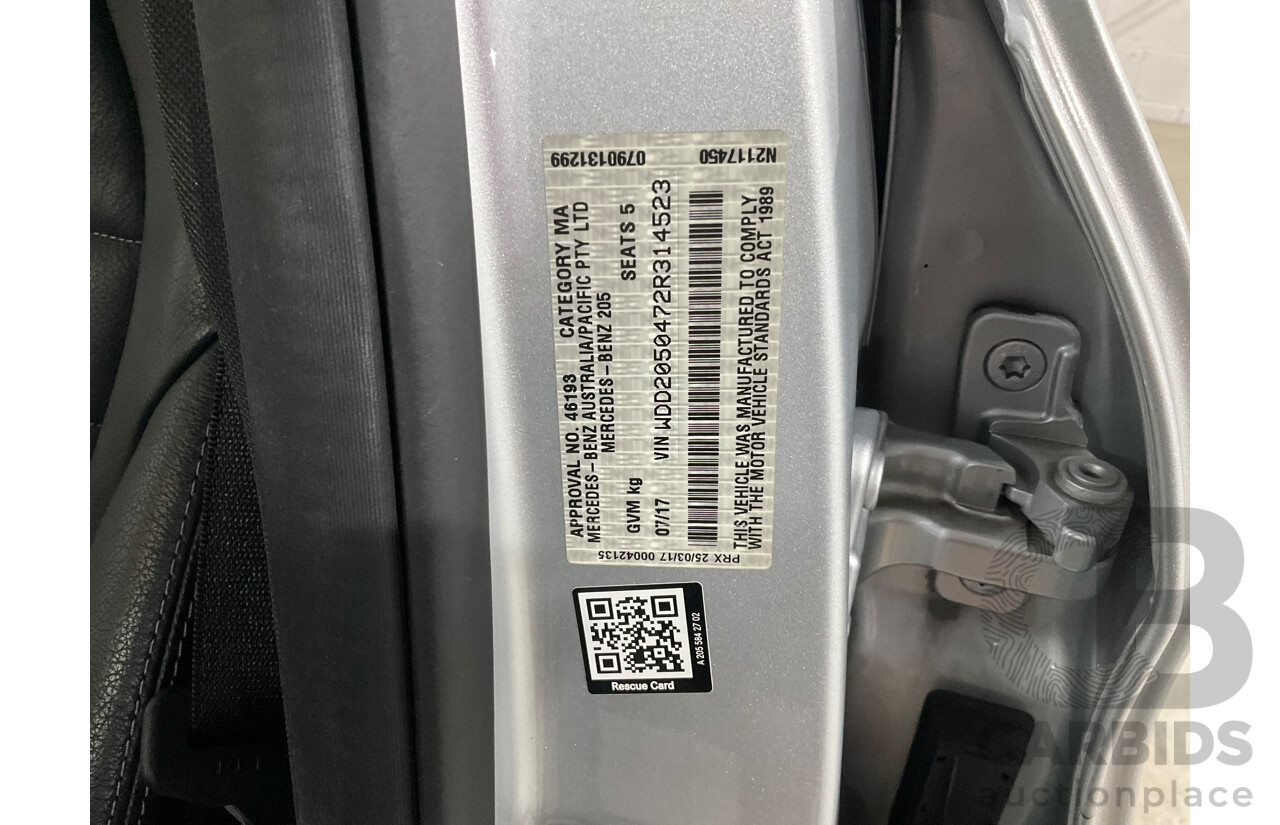 APPROVAL NO. 46193 CATEGORY MA
MERCEDES-BENZ AUSTRALIA/PACIFIC PTY LTD
MERCEDES-BENZ 205
GVM kg SEATS 5
07/17 VIN WDD2050472R314523
THIS VEHICLE WAS MANUFACTURED TO COMPLY
WITH THE MOTOR VEHICLE STANDARDS ACT 1989
079D131299 N2117450
PRX 25/03/17 00042135
A 205 584 27 02
Rescue Card
CARBIDS
auctionplace